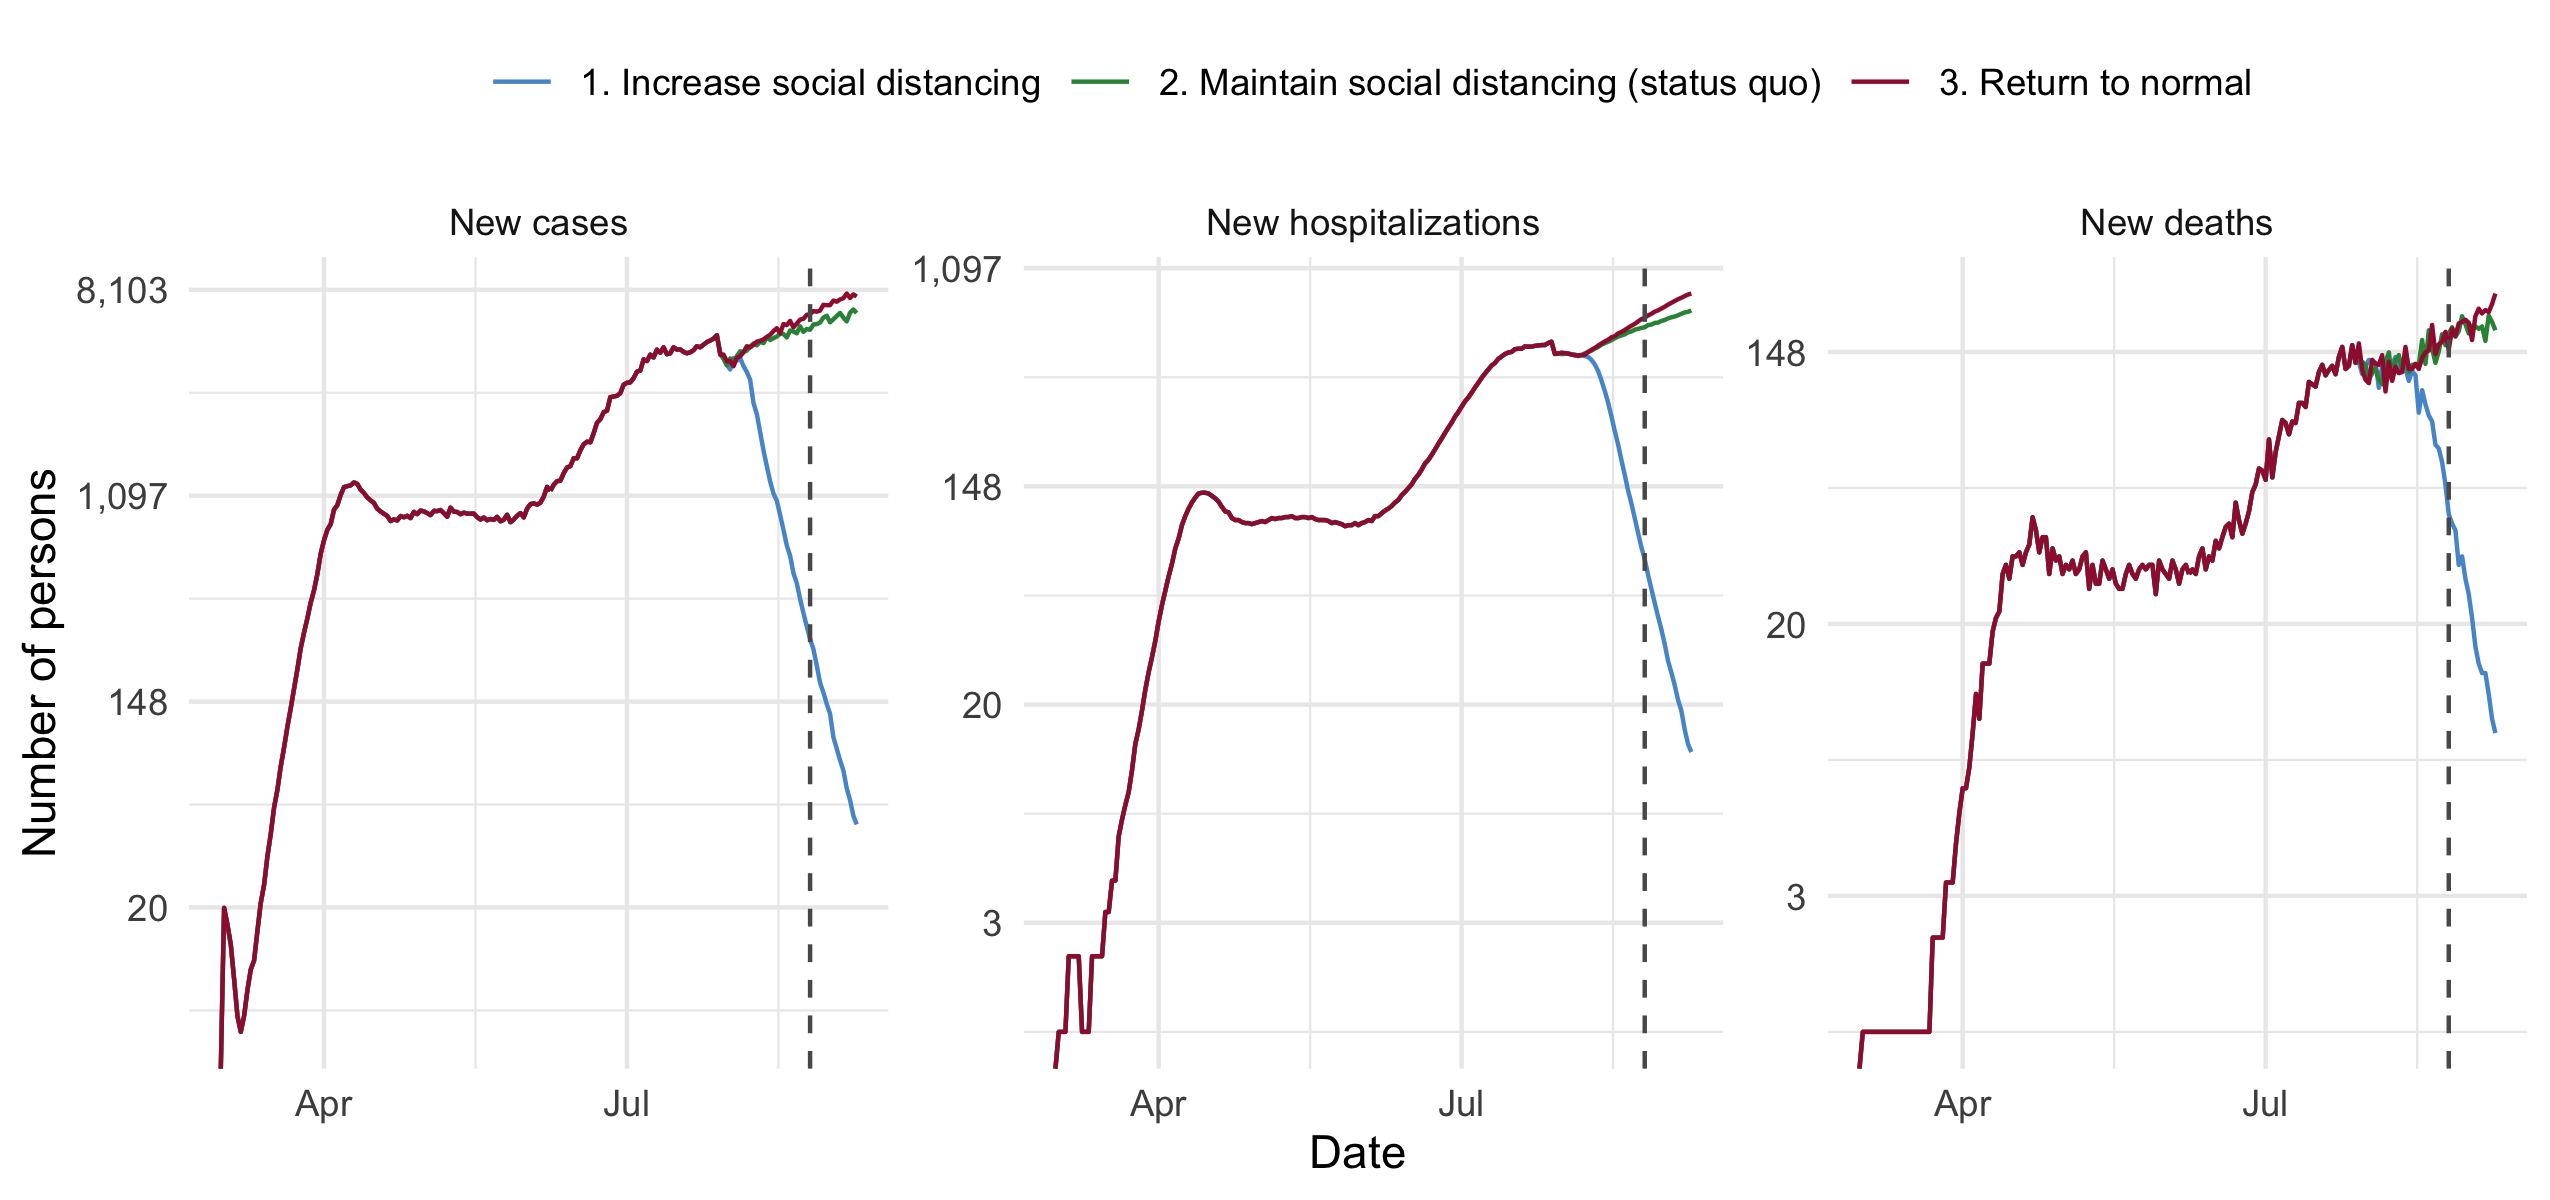 1. Increase social distancing 2. Maintain social distancing (status quo) 3. Return to normal
New cases New hospitalizations New deaths
Number of persons
8,103
1,097
148
20
Apr Jul
1,097
148
20
3
Apr Jul
148
20
3
Apr Jul
Date